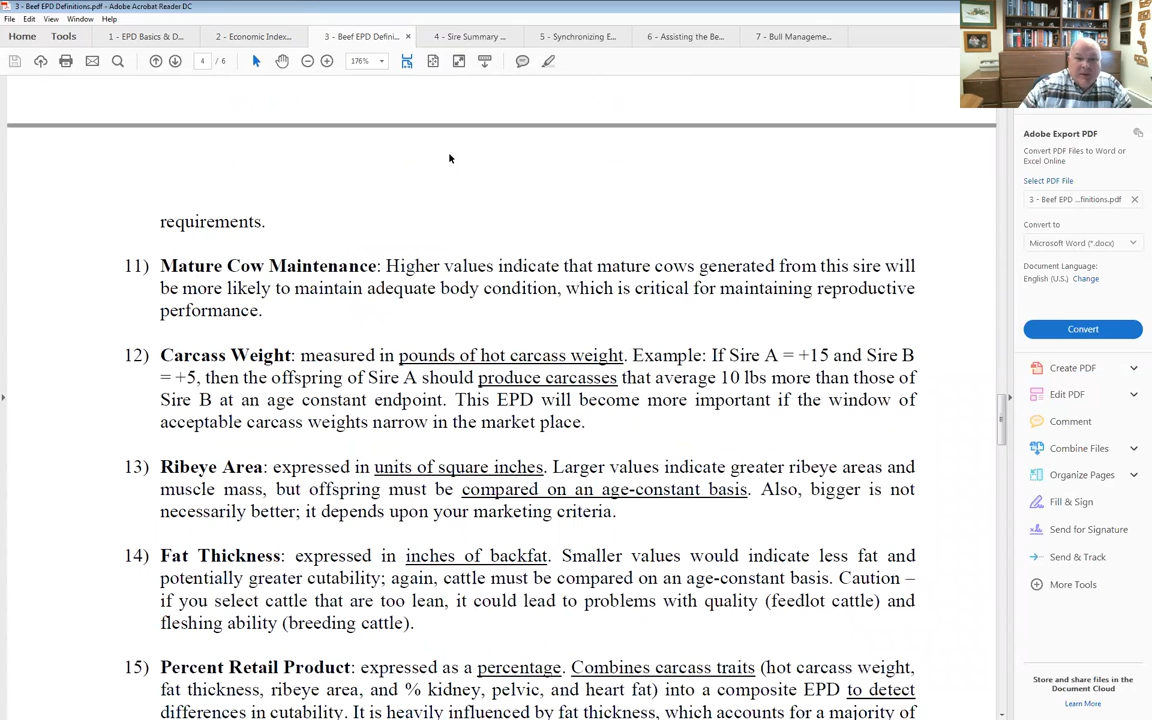 3 - Beef EPD Definitions.pdf - Adobe Acrobat Reader DC
File Edit View Window Help
Home Tools 1 - EPD Basics & D... 2 - Economic Index... 3 - Beef EPD Defini... × 4 - Sire Summary ... 5 - Synchronizing E... 6 - Assisting the Be... 7 - Bull Manageme...
4 / 6 176%
requirements.
11) Mature Cow Maintenance: Higher values indicate that mature cows generated from this sire will
be more likely to maintain adequate body condition, which is critical for maintaining reproductive
performance.
12) Carcass Weight: measured in pounds of hot carcass weight. Example: If Sire A = +15 and Sire B
= +5, then the offspring of Sire A should produce carcasses that average 10 lbs more than those of
Sire B at an age constant endpoint. This EPD will become more important if the window of
acceptable carcass weights narrow in the market place.
13) Ribeye Area: expressed in units of square inches. Larger values indicate greater ribeye areas and
muscle mass, but offspring must be compared on an age-constant basis. Also, bigger is not
necessarily better; it depends upon your marketing criteria.
14) Fat Thickness: expressed in inches of backfat. Smaller values would indicate less fat and
potentially greater cutability; again, cattle must be compared on an age-constant basis. Caution –
if you select cattle that are too lean, it could lead to problems with quality (feedlot cattle) and
fleshing ability (breeding cattle).
15) Percent Retail Product: expressed as a percentage. Combines carcass traits (hot carcass weight,
fat thickness, ribeye area, and % kidney, pelvic, and heart fat) into a composite EPD to detect
differences in cutability. It is heavily influenced by fat thickness, which accounts for a majority of
Adobe Export PDF
Convert PDF Files to Word or
Excel Online
Select PDF File
3 - Beef EPD ...finitions.pdf ×
Convert to
Microsoft Word (*.docx)
Document Language:
English (U.S.) Change
Convert
Create PDF
Edit PDF
Comment
Combine Files
Organize Pages
Fill & Sign
Send for Signature
Send & Track
More Tools
Store and share files in the
Document Cloud
Learn More